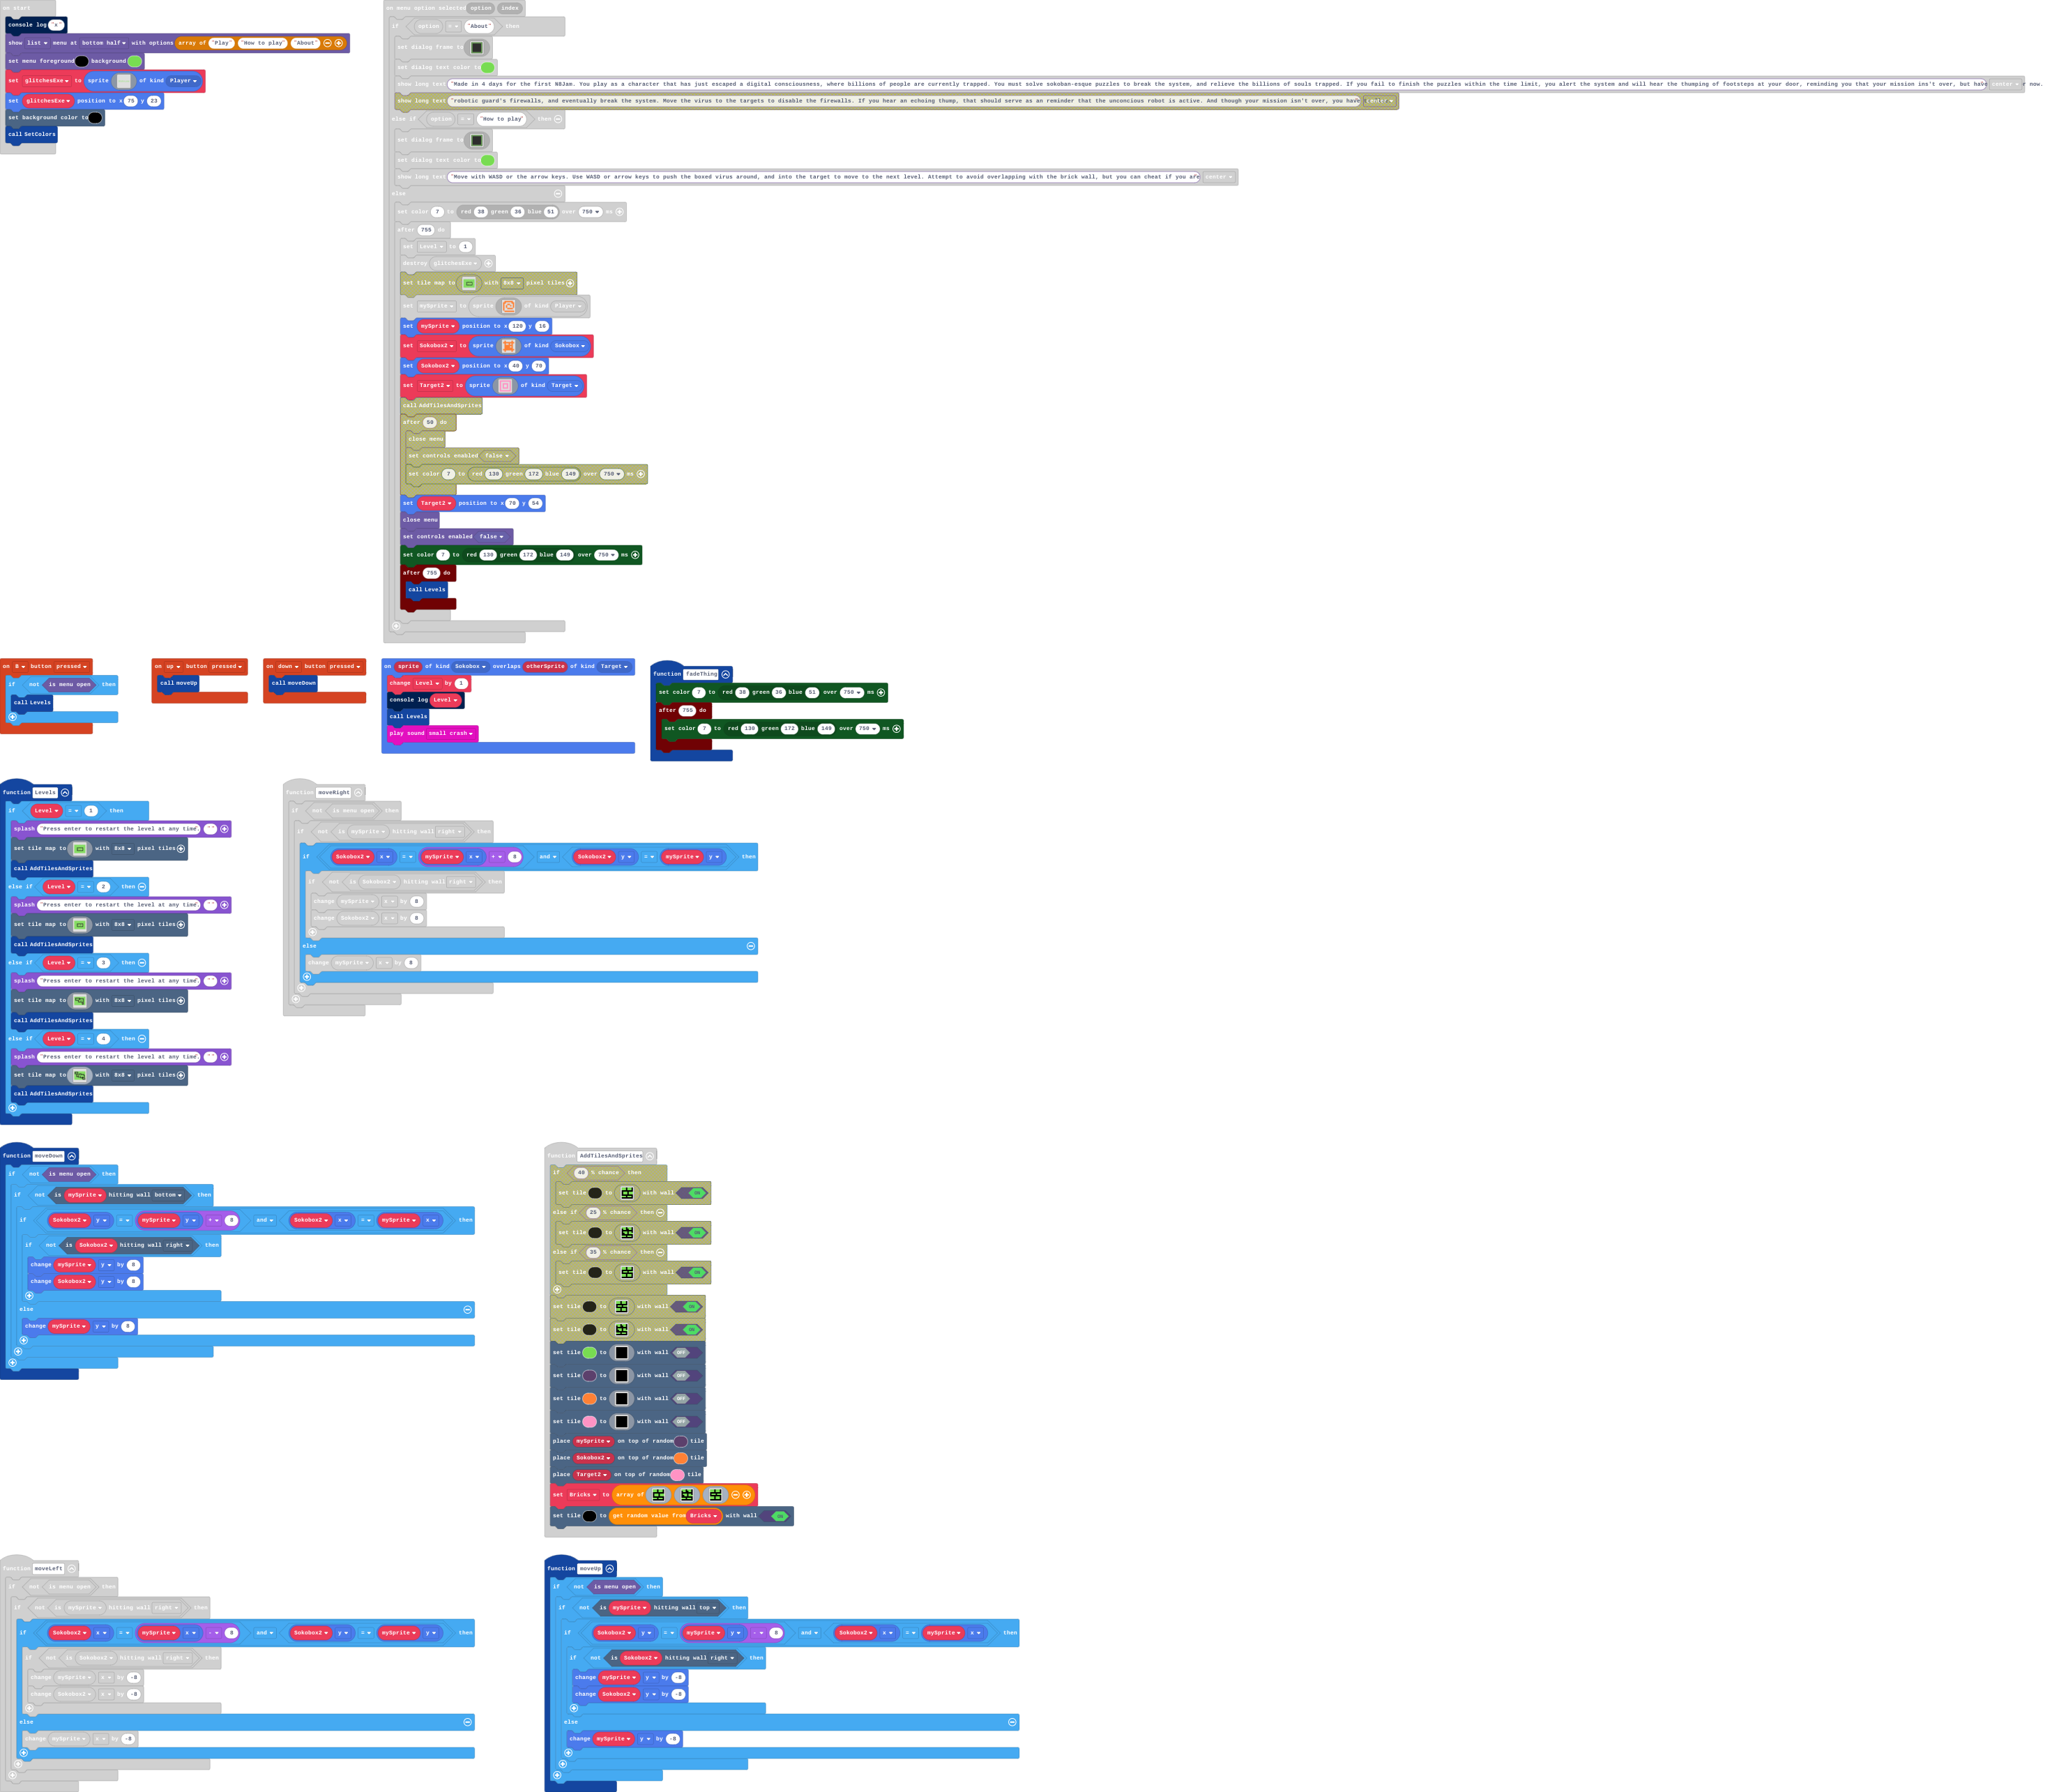 on start
console log "x"
show list menu at bottom half with options array of "Play" "How to play" "About"
set menu foreground background
set glitchesExe to sprite of kind Player
set glitchesExe position to x 75 y 23
set background color to
call SetColors
on menu option selected option index
if option = "About" then
set dialog frame to
set dialog text color to
show long text "Made in 4 days for the first NBJam. You play as a character that has just escaped a digital consciousness, where billions of people are currently trapped. You must solve sokoban-esque puzzles to break the system, and relieve the billions of souls trapped. If you fail to finish the puzzles within the time limit, you alert the system and will hear the thumping of footsteps at your door, reminding you that your mission isn't over, but have center r now.
show long text "robotic guard's firewalls, and eventually break the system. Move the virus to the targets to disable the firewalls. If you hear an echoing thump, that should serve as an reminder that the unconcious robot is active. And though your mission isn't over, you have center
else if option = "How to play" then
set dialog frame to
set dialog text color to
show long text "Move with WASD or the arrow keys. Use WASD or arrow keys to push the boxed virus around, and into the target to move to the next level. Attempt to avoid overlapping with the brick wall, but you can cheat if you are center
else
set color 7 to red 38 green 36 blue 51 over 750 ms
after 755 do
set Level to 1
destroy glitchesExe
set tile map to with 8x8 pixel tiles
set mySprite to sprite of kind Player
set mySprite position to x 120 y 16
set Sokobox2 to sprite of kind Sokobox
set Sokobox2 position to x 40 y 79
set Target2 to sprite of kind Target
call AddTilesAndSprites
after 50 do
close menu
set controls enabled false
set color 7 to red 130 green 172 blue 149 over 750 ms
set Target2 position to x 70 y 54
close menu
set controls enabled false
set color 7 to red 130 green 172 blue 149 over 750 ms
after 755 do
call Levels
on B button pressed
if not is menu open then
call Levels
on up button pressed
call moveUp
on down button pressed
call moveDown
on sprite of kind Sokobox overlaps otherSprite of kind Target
change Level by 1
console log Level
call Levels
play sound small crash
function fadeThing
set color 7 to red 38 green 36 blue 51 over 750 ms
after 755 do
set color 7 to red 130 green 172 blue 149 over 750 ms
function Levels
if Level = 1 then
splash "Press enter to restart the level at any time" ""
set tile map to with 8x8 pixel tiles
call AddTilesAndSprites
else if Level = 2 then
splash "Press enter to restart the level at any time" ""
set tile map to with 8x8 pixel tiles
call AddTilesAndSprites
else if Level = 3 then
splash "Press enter to restart the level at any time" ""
set tile map to with 8x8 pixel tiles
call AddTilesAndSprites
else if Level = 4 then
splash "Press enter to restart the level at any time" ""
set tile map to with 8x8 pixel tiles
call AddTilesAndSprites
function moveRight
if not is menu open then
if not is mySprite hitting wall right then
if Sokobox2 x = mySprite x + 8 and Sokobox2 y = mySprite y then
if not is Sokobox2 hitting wall right then
change mySprite x by 8
change Sokobox2 x by 8
else
change mySprite x by 8
function moveDown
if not is menu open then
if not is mySprite hitting wall bottom then
if Sokobox2 y = mySprite y + 8 and Sokobox2 x = mySprite x then
if not is Sokobox2 hitting wall right then
change mySprite y by 8
change Sokobox2 y by 8
else
change mySprite y by 8
function AddTilesAndSprites
if 40 % chance then
set tile to with wall ON
else if 25 % chance then
set tile to with wall ON
else if 35 % chance then
set tile to with wall ON
set tile to with wall ON
set tile to with wall ON
set tile to with wall OFF
set tile to with wall OFF
set tile to with wall OFF
set tile to with wall OFF
place mySprite on top of random tile
place Sokobox2 on top of random tile
place Target2 on top of random tile
set Bricks to array of
set tile to get random value from Bricks with wall ON
function moveLeft
if not is menu open then
if not is mySprite hitting wall right then
if Sokobox2 x = mySprite x - 8 and Sokobox2 y = mySprite y then
if not is Sokobox2 hitting wall right then
change mySprite x by -8
change Sokobox2 x by -8
else
change mySprite x by -8
function moveUp
if not is menu open then
if not is mySprite hitting wall top then
if Sokobox2 y = mySprite y - 8 and Sokobox2 x = mySprite x then
if not is Sokobox2 hitting wall right then
change mySprite y by -8
change Sokobox2 y by -8
else
change mySprite y by -8